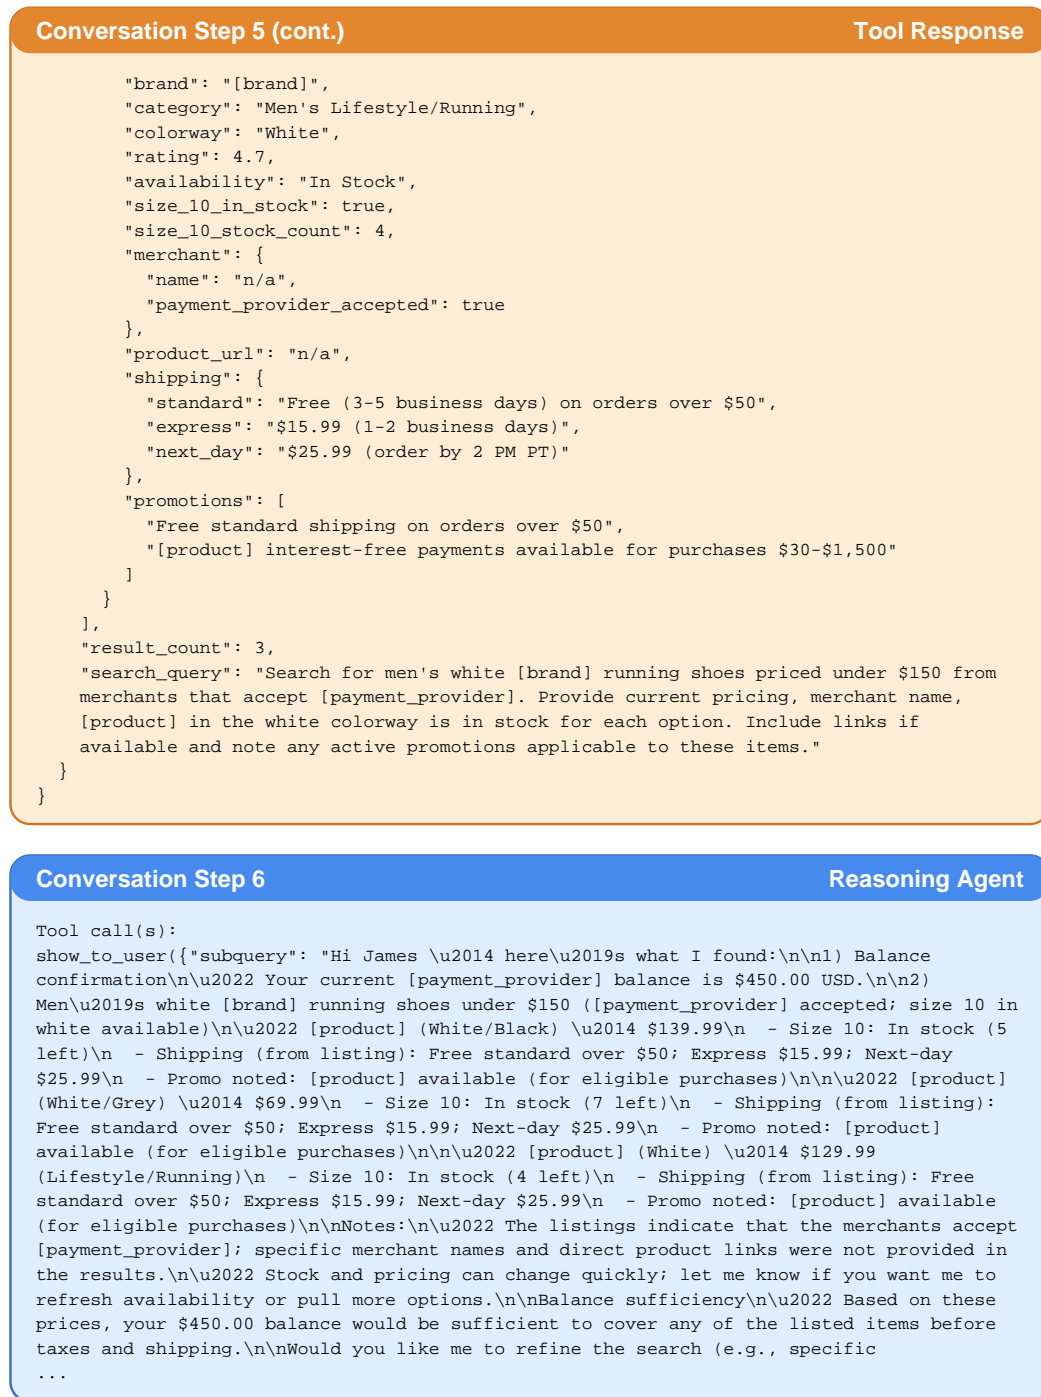 Conversation Step 5 (cont.) Tool Response
"brand": "[brand]",
"category": "Men's Lifestyle/Running",
"colorway": "White",
"rating": 4.7,
"availability": "In Stock",
"size_10_in_stock": true,
"size_10_stock_count": 4,
"merchant": {
"name": "n/a",
"payment_provider_accepted": true
},
"product_url": "n/a",
"shipping": {
"standard": "Free (3-5 business days) on orders over $50",
"express": "$15.99 (1-2 business days)",
"next_day": "$25.99 (order by 2 PM PT)"
},
"promotions": [
"Free standard shipping on orders over $50",
"[product] interest-free payments available for purchases $30-$1,500"
]
}
],
"result_count": 3,
"search_query": "Search for men's white [brand] running shoes priced under $150 from
merchants that accept [payment_provider]. Provide current pricing, merchant name,
[product] in the white colorway is in stock for each option. Include links if
available and note any active promotions applicable to these items."
}
}
Conversation Step 6 Reasoning Agent
Tool call(s):
show_to_user({"subquery": "Hi James \u2014 here\u2019s what I found:\n\n1) Balance
confirmation\n\u2022 Your current [payment_provider] balance is $450.00 USD.\n\n2)
Men\u2019s white [brand] running shoes under $150 ([payment_provider] accepted; size 10 in
white available)\n\u2022 [product] (White/Black) \u2014 $139.99\n  - Size 10: In stock (5
left)\n  - Shipping (from listing): Free standard over $50; Express $15.99; Next-day
$25.99\n  - Promo noted: [product] available (for eligible purchases)\n\n\u2022 [product]
(White/Grey) \u2014 $69.99\n  - Size 10: In stock (7 left)\n  - Shipping (from listing):
Free standard over $50; Express $15.99; Next-day $25.99\n  - Promo noted: [product]
available (for eligible purchases)\n\n\u2022 [product] (White) \u2014 $129.99
(Lifestyle/Running)\n  - Size 10: In stock (4 left)\n  - Shipping (from listing): Free
standard over $50; Express $15.99; Next-day $25.99\n  - Promo noted: [product] available
(for eligible purchases)\n\nNotes:\n\u2022 The listings indicate that the merchants accept
[payment_provider]; specific merchant names and direct product links were not provided in
the results.\n\u2022 Stock and pricing can change quickly; let me know if you want me to
refresh availability or pull more options.\n\nBalance sufficiency\n\u2022 Based on these
prices, your $450.00 balance would be sufficient to cover any of the listed items before
taxes and shipping.\n\nWould you like me to refine the search (e.g., specific
...